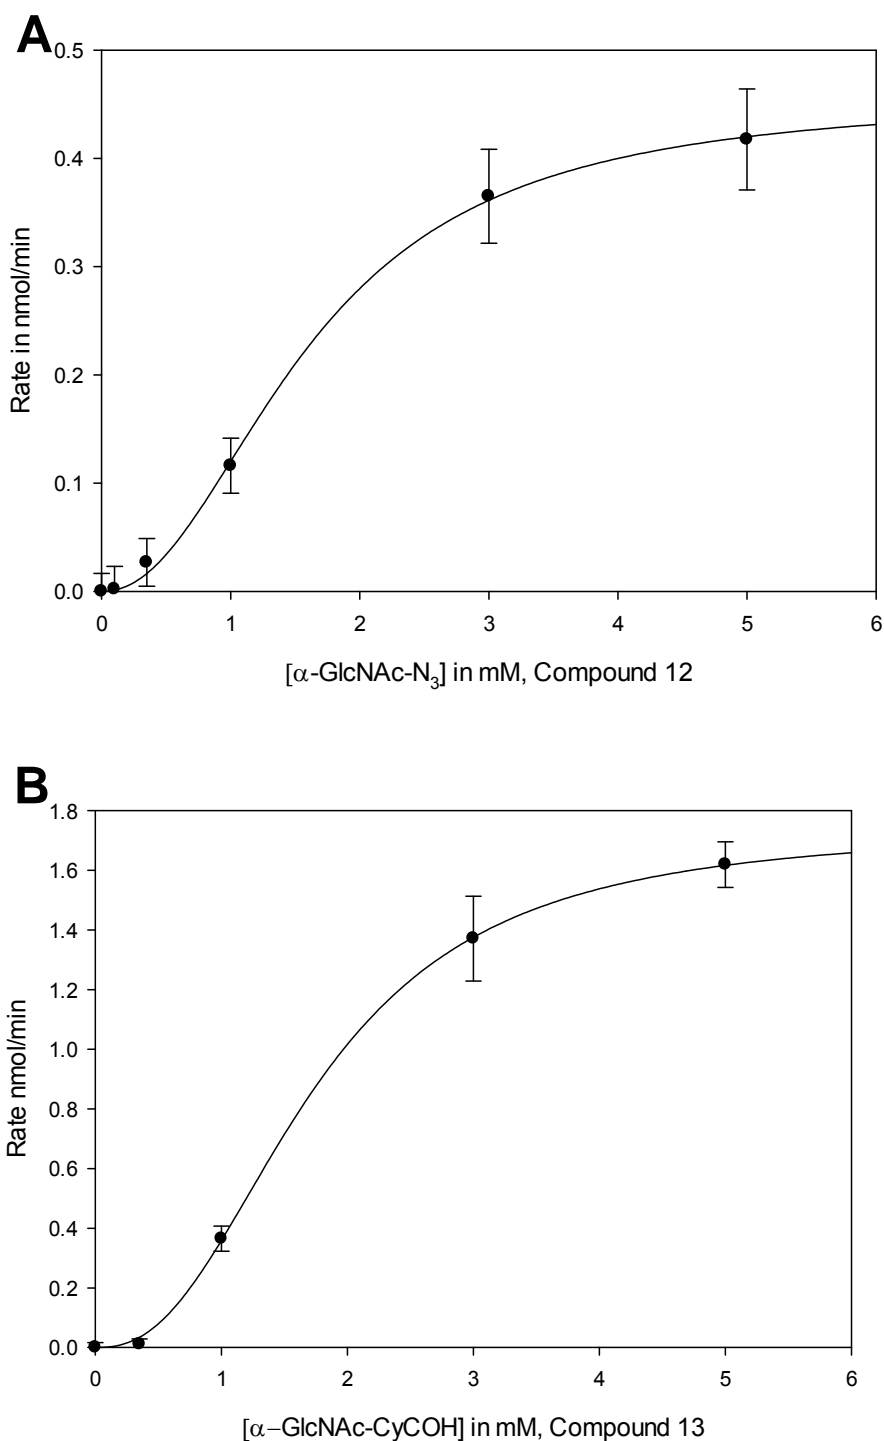 A
0.5
0.4
0.3
0.2
0.1
0.0
Rate in nmol/min
0 1 2 3 4 5 6
[α-GlcNAc-N₃] in mM, Compound 12
B
1.8
1.6
1.4
1.2
1.0
0.8
0.6
0.4
0.2
0.0
Rate nmol/min
0 1 2 3 4 5 6
[α−GlcNAc-CyCOH] in mM, Compound 13